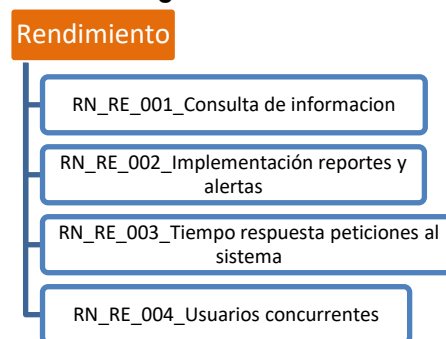 Rendimiento
RN_RE_001_Consulta de informacion
RN_RE_002_Implementación reportes y
alertas
RN_RE_003_Tiempo respuesta peticiones al
sistema
RN_RE_004_Usuarios concurrentes